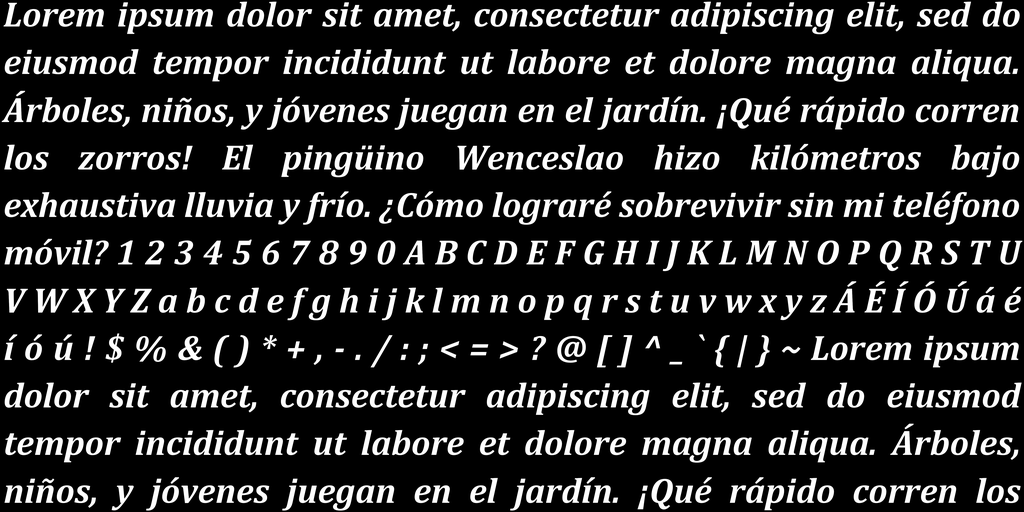 Lorem ipsum dolor sit amet, consectetur adipiscing elit, sed do
eiusmod tempor incididunt ut labore et dolore magna aliqua.
Árboles, niños, y jóvenes juegan en el jardín. ¡Qué rápido corren
los zorros! El pingüino Wenceslao hizo kilómetros bajo
exhaustiva lluvia y frío. ¿Cómo lograré sobrevivir sin mi teléfono
móvil? 1 2 3 4 5 6 7 8 9 0 A B C D E F G H I J K L M N O P Q R S T U
V W X Y Z a b c d e f g h i j k l m n o p q r s t u v w x y z Á É Í Ó Ú á é
í ó ú ! $ % & ( ) * + , - . / : ; < = > ? @ [ ] ^ _ ` { | } ~ Lorem ipsum
dolor sit amet, consectetur adipiscing elit, sed do eiusmod
tempor incididunt ut labore et dolore magna aliqua. Árboles,
niños, y jóvenes juegan en el jardín. ¡Qué rápido corren los